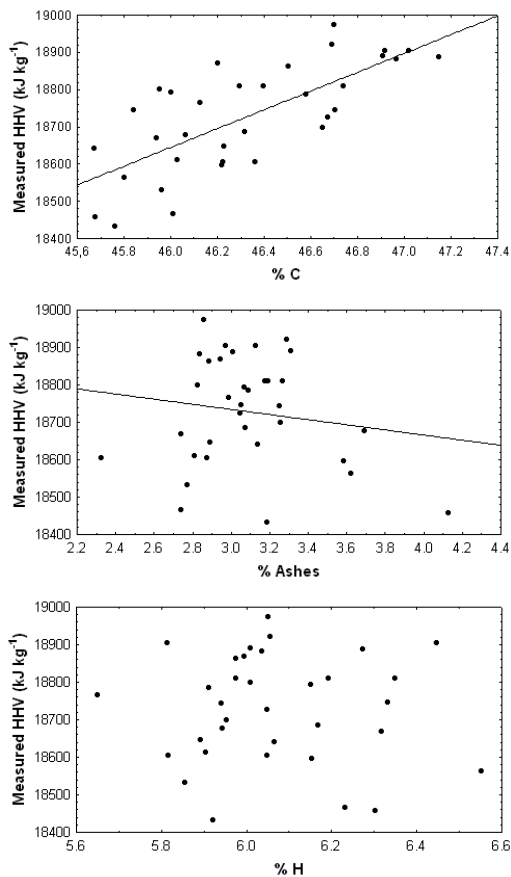 19000
18900
18800
18700
18600
18500
18400
Measured HHV (kJ kg⁻¹)
45,6 45.8 46.0 46.2 46.4 46.6 46.8 47.0 47.2 47.4
% C
19000
18900
18800
18700
18600
18500
18400
Measured HHV (kJ kg⁻¹)
2.2 2.4 2.6 2.8 3.0 3.2 3.4 3.6 3.8 4.0 4.2 4.4
% Ashes
19000
18900
18800
18700
18600
18500
18400
Measured HHV (kJ kg⁻¹)
5.6 5.8 6.0 6.2 6.4 6.6
% H